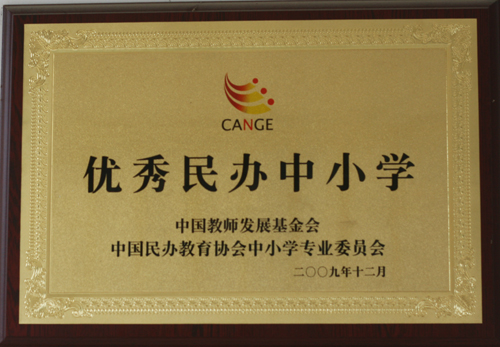 CANGE
优秀民办中小学
中国教师发展基金会
中国民办教育协会中小学专业委员会
二〇〇九年十二月